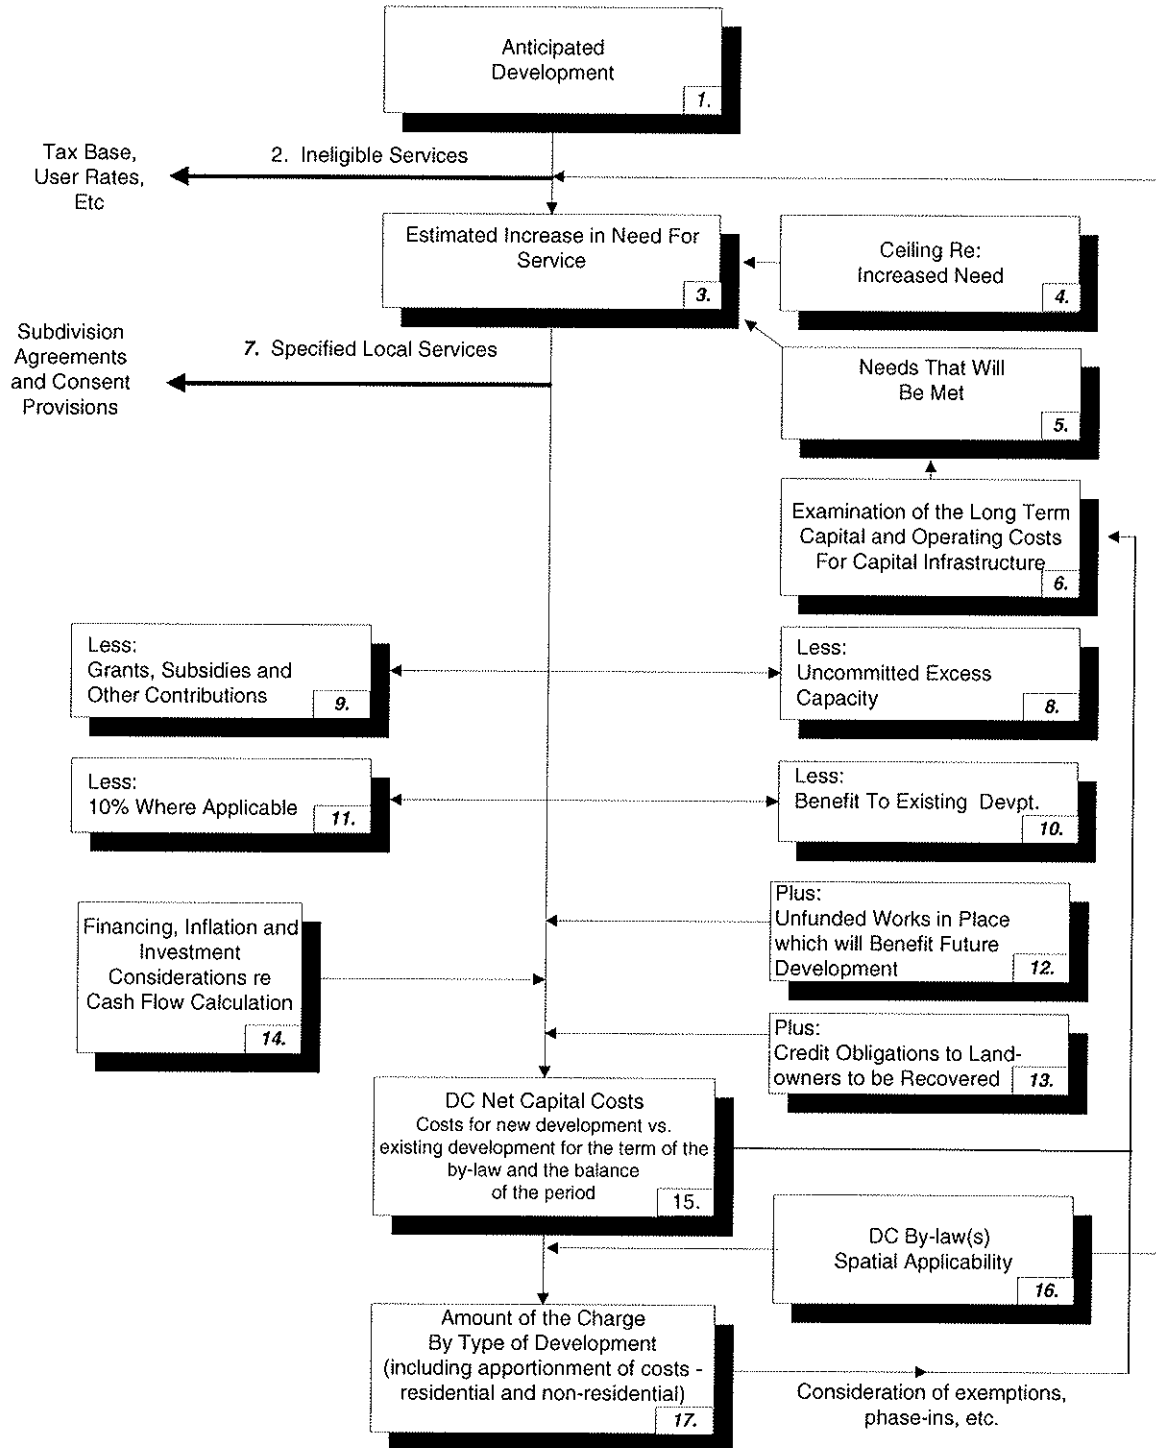 Anticipated
Development
1.
Tax Base,
User Rates,
Etc
2. Ineligible Services
Estimated Increase in Need For
Service
3.
Ceiling Re:
Increased Need
4.
Subdivision
Agreements
and Consent
Provisions
7. Specified Local Services
Needs That Will
Be Met
5.
Examination of the Long Term
Capital and Operating Costs
For Capital Infrastructure
6.
Less:
Grants, Subsidies and
Other Contributions
9.
Less:
Uncommitted Excess
Capacity
8.
Less:
10% Where Applicable
11.
Less:
Benefit To Existing Devpt.
10.
Plus:
Unfunded Works in Place
which will Benefit Future
Development
12.
Financing, Inflation and
Investment
Considerations re
Cash Flow Calculation
14.
Plus:
Credit Obligations to Land-
owners to be Recovered
13.
DC Net Capital Costs
Costs for new development vs.
existing development for the term of the
by-law and the balance
of the period
15.
DC By-law(s)
Spatial Applicability
16.
Amount of the Charge
By Type of Development
(including apportionment of costs -
residential and non-residential)
17.
Consideration of exemptions,
phase-ins, etc.